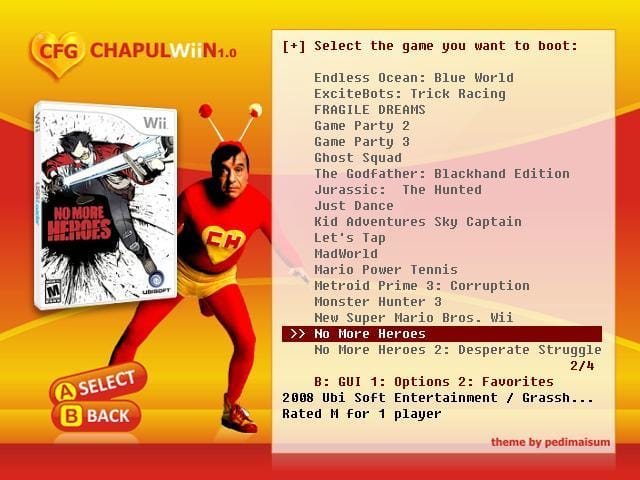 CFG CHAPULWiiN1.0
Wii
Wii
NO MORE
HEROES
M
UBISOFT
CH
A SELECT
B BACK
[+] Select the game you want to boot:
Endless Ocean: Blue World
ExciteBots: Trick Racing
FRAGILE DREAMS
Game Party 2
Game Party 3
Ghost Squad
The Godfather: Blackhand Edition
Jurassic:  The Hunted
Just Dance
Kid Adventures Sky Captain
Let's Tap
MadWorld
Mario Power Tennis
Metroid Prime 3: Corruption
Monster Hunter 3
New Super Mario Bros. Wii
>> No More Heroes
No More Heroes 2: Desperate Struggle
2/4
B: GUI 1: Options 2: Favorites
2008 Ubi Soft Entertainment / Grassh...
Rated M for 1 player
theme by pedimaisum